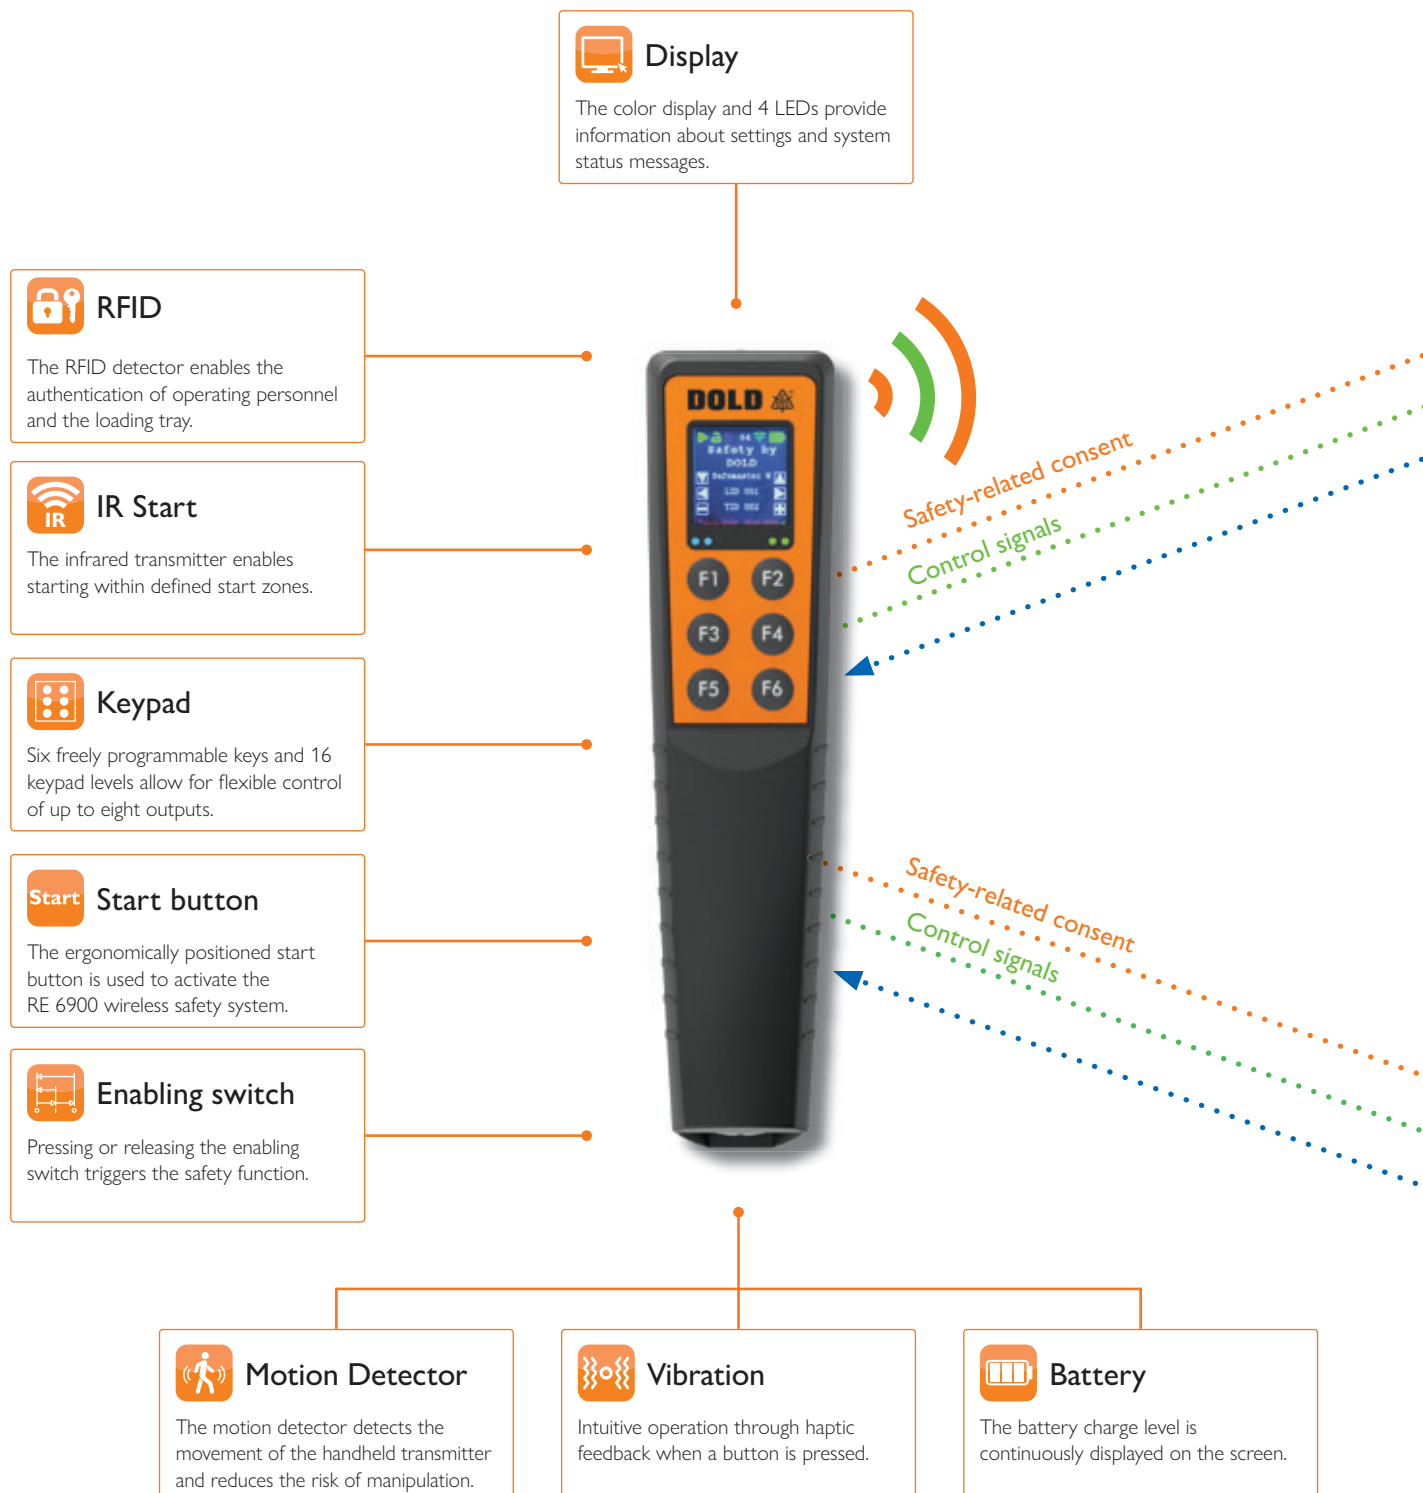 Display
The color display and 4 LEDs provide
information about settings and system
status messages.
RFID
The RFID detector enables the
authentication of operating personnel
and the loading tray.
IR
IR Start
The infrared transmitter enables
starting within defined start zones.
Keypad
Six freely programmable keys and 16
keypad levels allow for flexible control
of up to eight outputs.
Start
Start button
The ergonomically positioned start
button is used to activate the
RE 6900 wireless safety system.
Enabling switch
Pressing or releasing the enabling
switch triggers the safety function.
DOLD
64
Safety by
DOLD
Safemaster W
LID 001
TID 002
F1 F2
F3 F4
F5 F6
Safety-related consent
Control signals
Safety-related consent
Control signals
Motion Detector
The motion detector detects the
movement of the handheld transmitter
and reduces the risk of manipulation.
Vibration
Intuitive operation through haptic
feedback when a button is pressed.
Battery
The battery charge level is
continuously displayed on the screen.